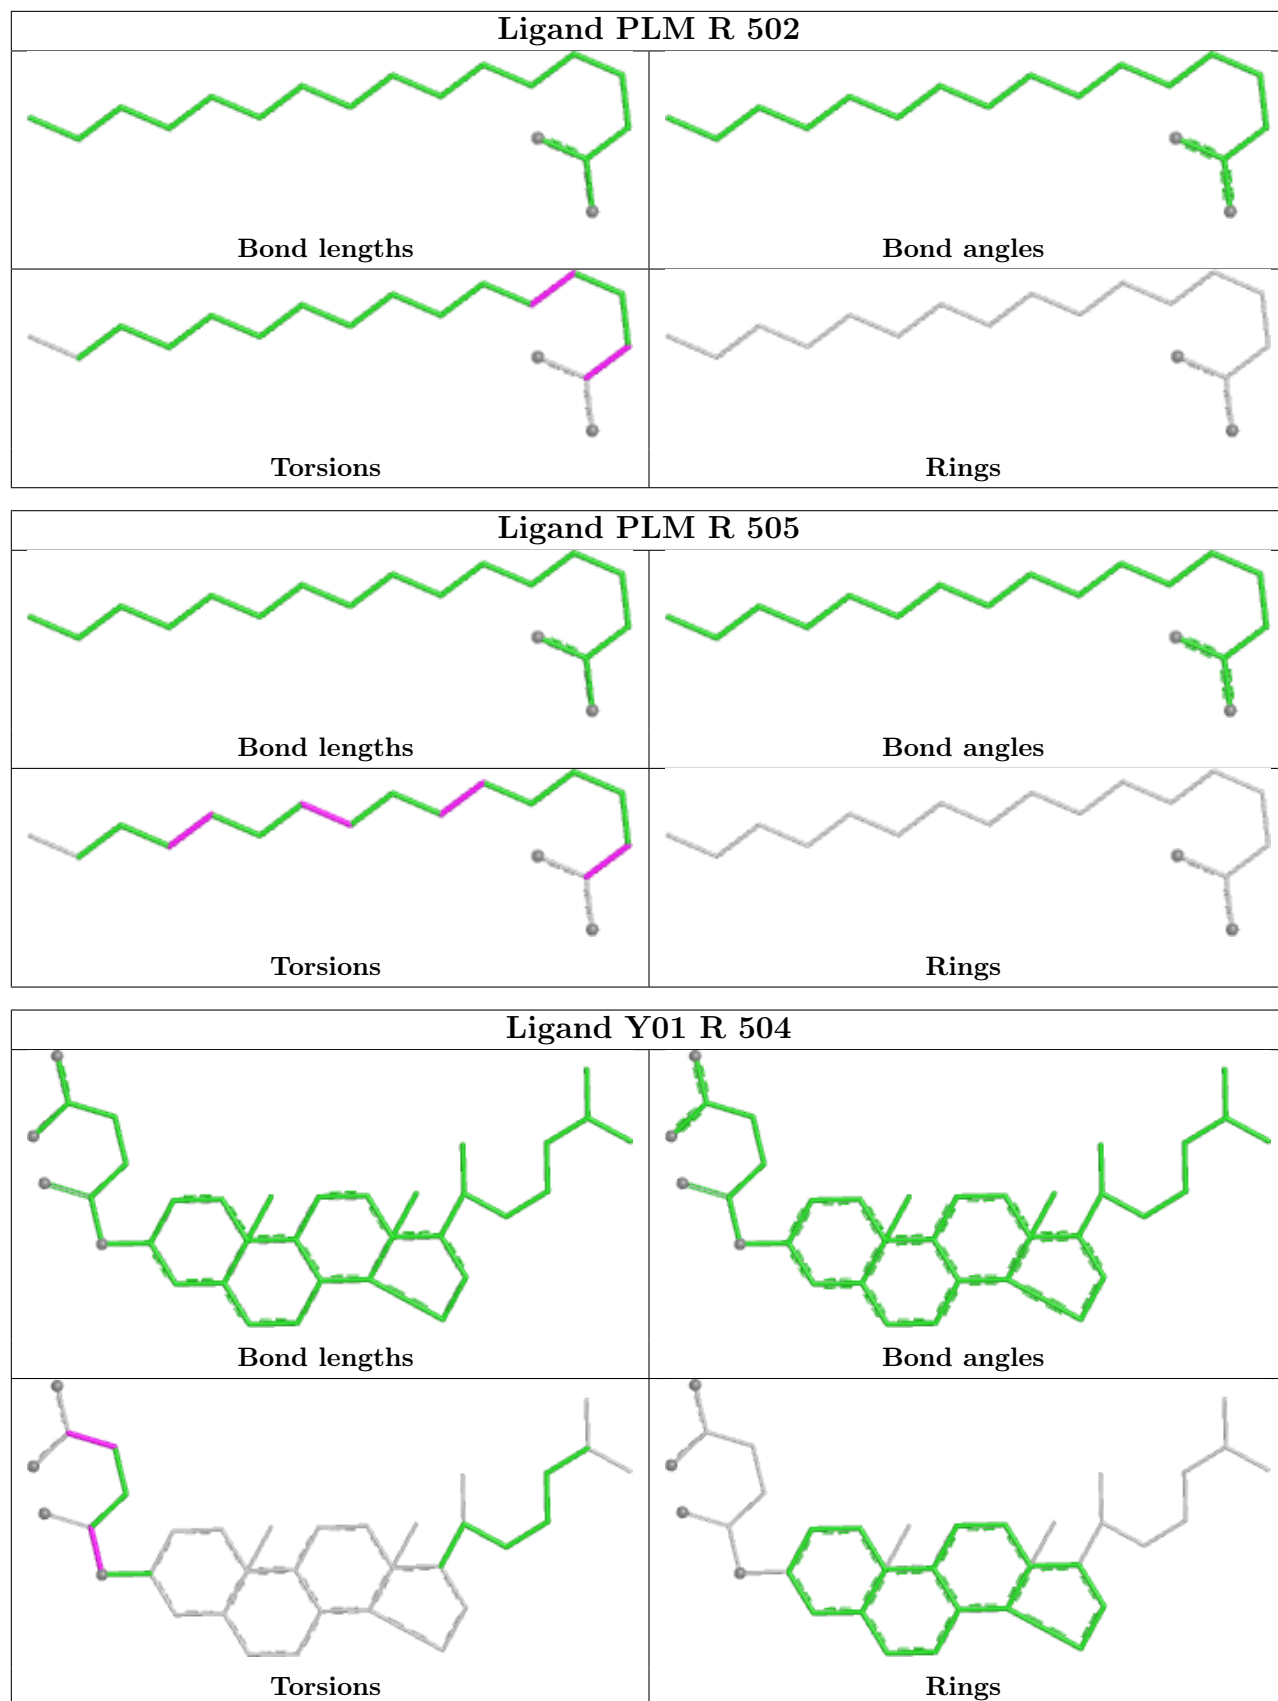 Ligand PLM R 502
Bond lengths
Bond angles
Torsions
Rings
Ligand PLM R 505
Bond lengths
Bond angles
Torsions
Rings
Ligand Y01 R 504
Bond lengths
Bond angles
Torsions
Rings